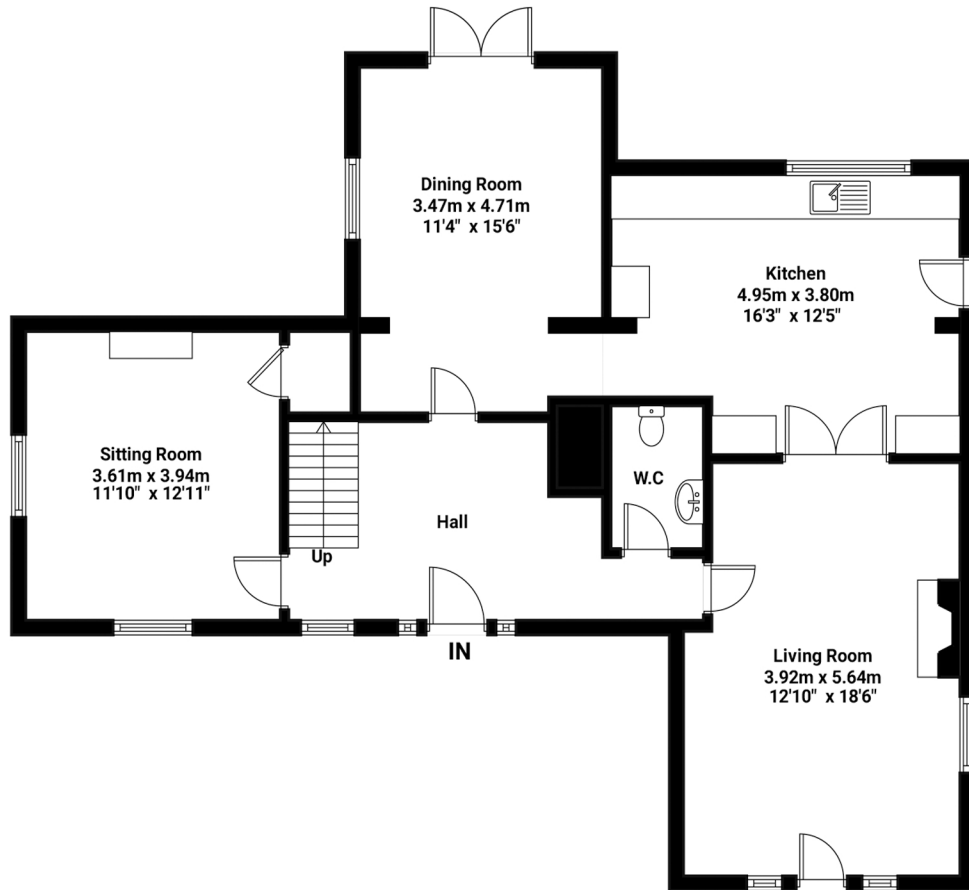 Dining Room
3.47m x 4.71m
11'4" x 15'6"
Kitchen
4.95m x 3.80m
16'3" x 12'5"
Sitting Room
3.61m x 3.94m
11'10" x 12'11"
W.C
Hall
Up
IN
Living Room
3.92m x 5.64m
12'10" x 18'6"